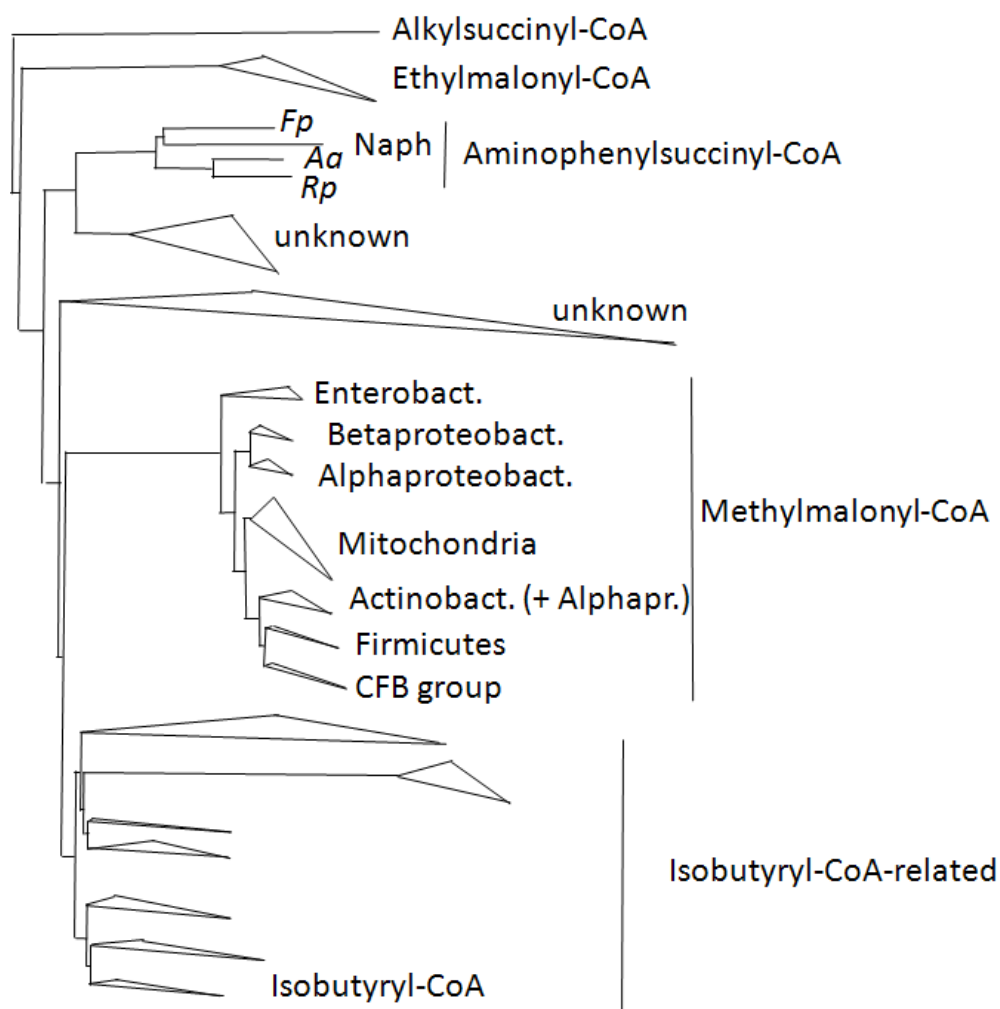 Alkylsuccinyl-CoA
Ethylmalonyl-CoA
Fp
Naph
Aa
Rp
Aminophenylsuccinyl-CoA
unknown
unknown
Enterobact.
Betaproteobact.
Alphaproteobact.
Mitochondria
Actinobact. (+ Alphapr.)
Firmicutes
CFB group
Methylmalonyl-CoA
Isobutyryl-CoA-related
Isobutyryl-CoA